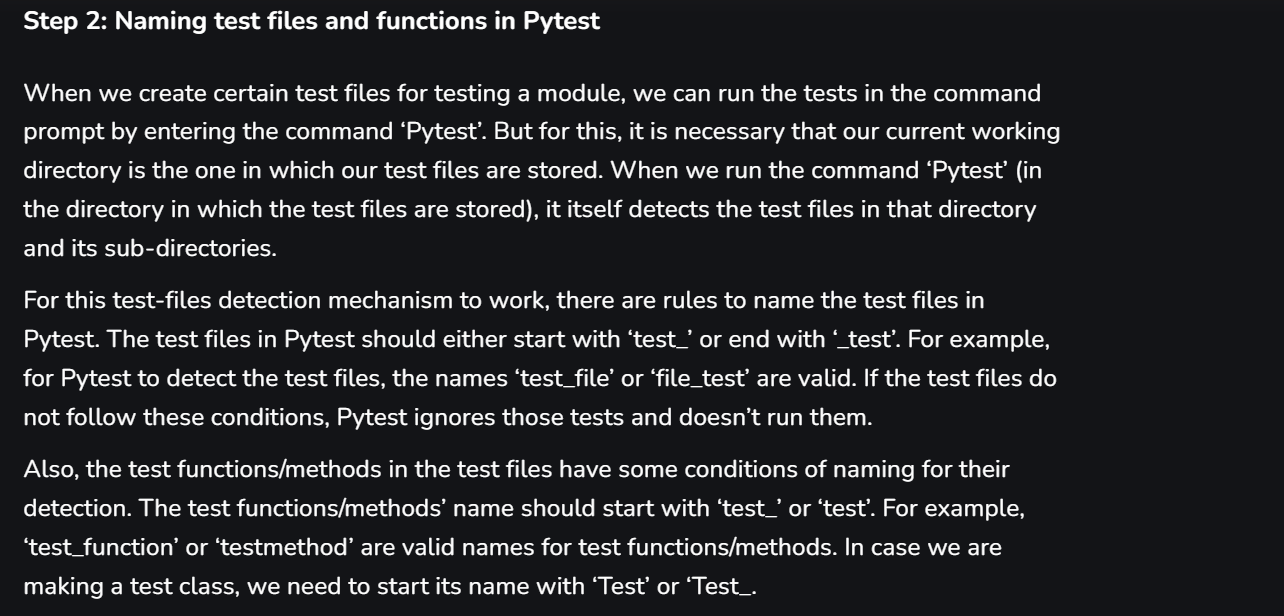 Step 2: Naming test files and functions in Pytest
When we create certain test files for testing a module, we can run the tests in the command
prompt by entering the command ‘Pytest’. But for this, it is necessary that our current working
directory is the one in which our test files are stored. When we run the command ‘Pytest’ (in
the directory in which the test files are stored), it itself detects the test files in that directory
and its sub-directories.
For this test-files detection mechanism to work, there are rules to name the test files in
Pytest. The test files in Pytest should either start with ‘test_’ or end with ‘_test’. For example,
for Pytest to detect the test files, the names ‘test_file’ or ‘file_test’ are valid. If the test files do
not follow these conditions, Pytest ignores those tests and doesn’t run them.
Also, the test functions/methods in the test files have some conditions of naming for their
detection. The test functions/methods’ name should start with ‘test_’ or ‘test’. For example,
‘test_function’ or ‘testmethod’ are valid names for test functions/methods. In case we are
making a test class, we need to start its name with ‘Test’ or ‘Test_.